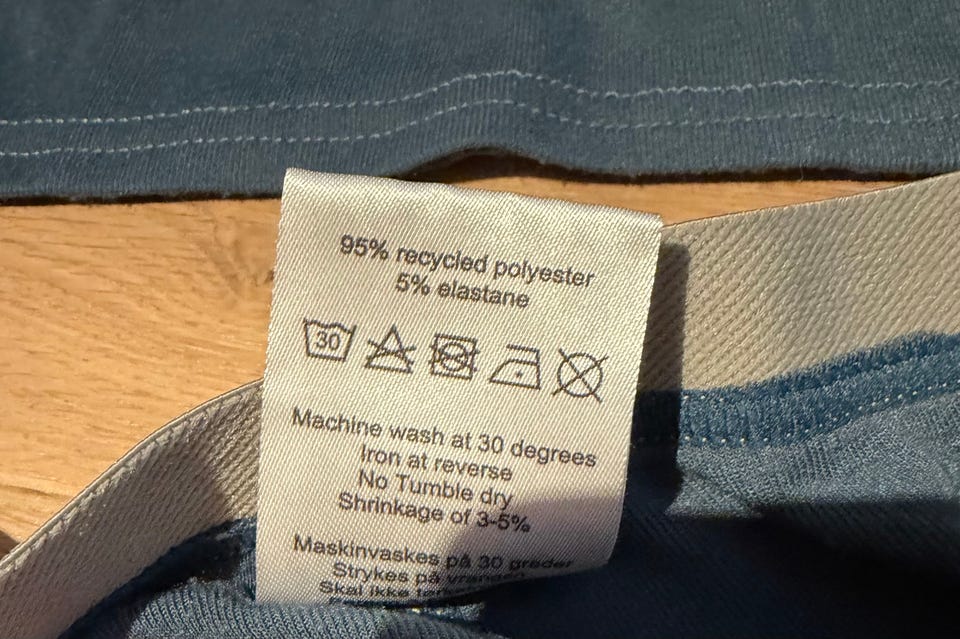 95% recycled polyester
5% elastane
30
Machine wash at 30 degrees
Iron at reverse
No Tumble dry
Shrinkage of 3-5%
Maskinvaskes på 30 grader
Strykes på vrangen
Skal ikke